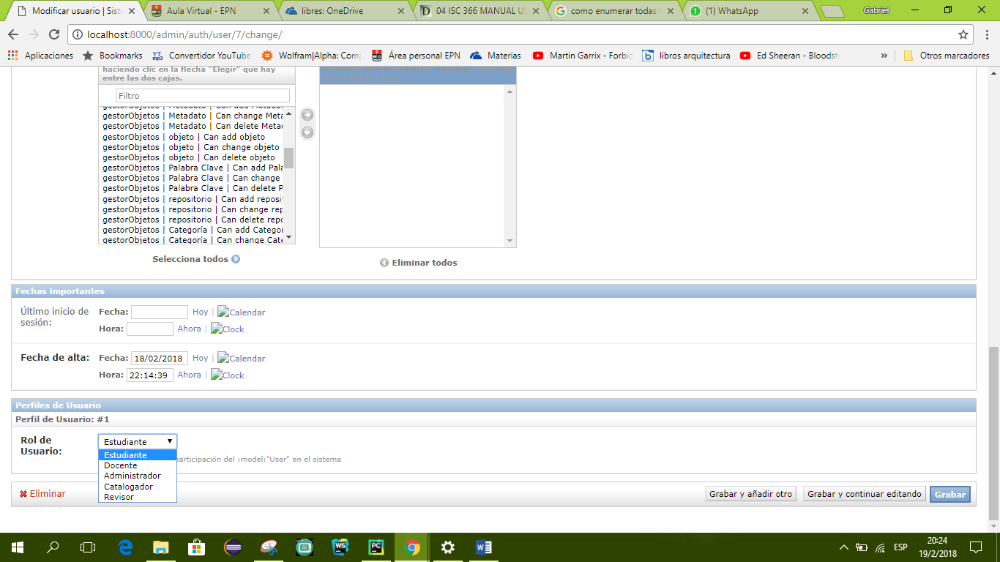 Modificar usuario | Sist
Aula Virtual - EPN
libres: OneDrive
04 ISC 366 MANUAL US
como enumerar todas l
(1) WhatsApp
Gabriel
localhost:8000/admin/auth/user/7/change/
Aplicaciones
Bookmarks
Convertidor YouTube
Wolfram|Alpha: Comp
Área personal EPN
Materias
Martin Garrix - Forbid
libros arquitectura
Ed Sheeran - Bloodst
»
Otros marcadores
haciendo clic en la flecha "Elegir" que hay
entre las dos cajas.
Filtro
gestorObjetos | Metadato | Can add Metad
gestorObjetos | Metadato | Can change Meta
gestorObjetos | Metadato | Can delete Metad
gestorObjetos | objeto | Can add objeto
gestorObjetos | objeto | Can change objeto
gestorObjetos | objeto | Can delete objeto
gestorObjetos | Palabra Clave | Can add Pala
gestorObjetos | Palabra Clave | Can change
gestorObjetos | Palabra Clave | Can delete P
gestorObjetos | repositorio | Can add reposit
gestorObjetos | repositorio | Can change rep
gestorObjetos | repositorio | Can delete repo
gestorObjetos | Categoría | Can add Categor
gestorObjetos | Categoría | Can change Cate
Selecciona todos
Eliminar todos
Fechas importantes
Último inicio de
sesión:
Fecha: Hoy | Calendar
Hora: Ahora | Clock
Fecha de alta:
Fecha: 18/02/2018 Hoy | Calendar
Hora: 22:14:39 Ahora | Clock
Perfiles de Usuario
Perfil de Usuario: #1
Rol de
Usuario:
Estudiante
Estudiante
Docente
Administrador
Catalogador
Revisor
participación del :model:"User" en el sistema
Eliminar
Grabar y añadir otro
Grabar y continuar editando
Grabar
ESP
20:24
19/2/2018